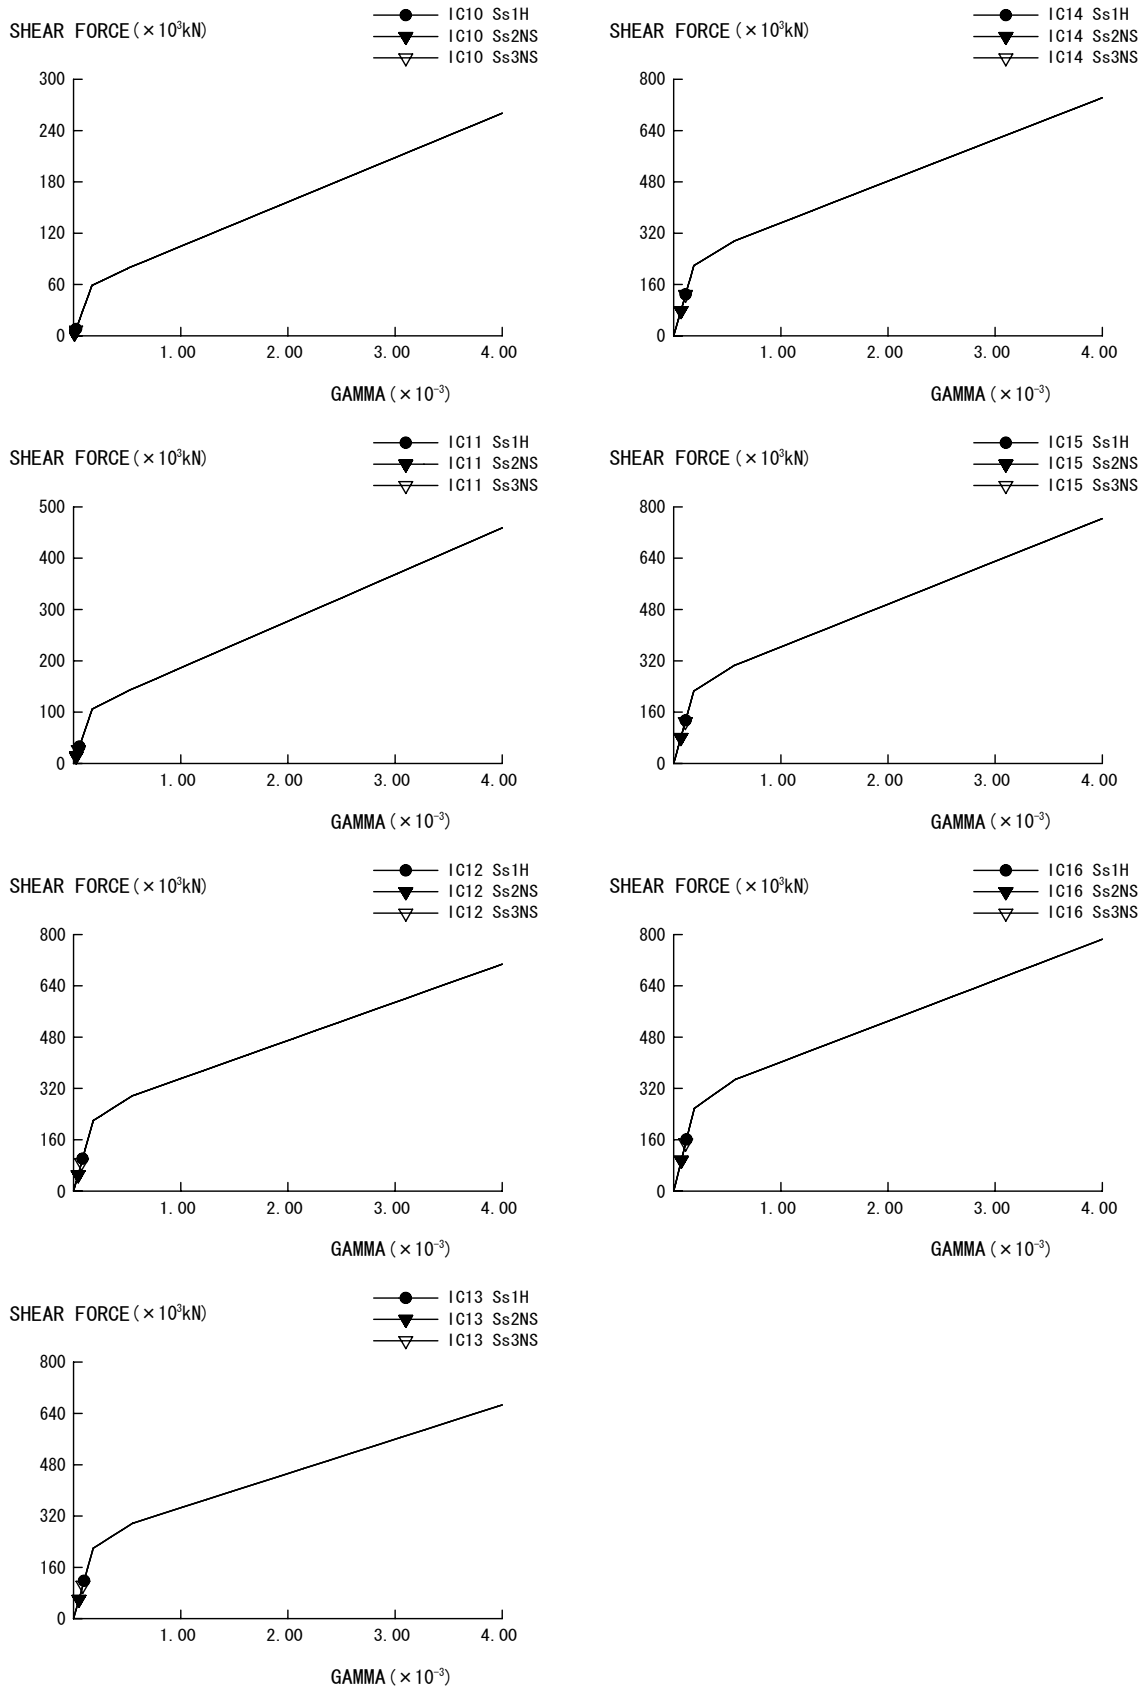 SHEAR FORCE(×10³kN)
IC10 Ss1H
IC10 Ss2NS
IC10 Ss3NS
300
240
180
120
60
0
1.00 2.00 3.00 4.00
GAMMA(×10⁻³)
SHEAR FORCE(×10³kN)
IC14 Ss1H
IC14 Ss2NS
IC14 Ss3NS
800
640
480
320
160
0
1.00 2.00 3.00 4.00
GAMMA(×10⁻³)
SHEAR FORCE(×10³kN)
IC11 Ss1H
IC11 Ss2NS
IC11 Ss3NS
500
400
300
200
100
0
1.00 2.00 3.00 4.00
GAMMA(×10⁻³)
SHEAR FORCE(×10³kN)
IC15 Ss1H
IC15 Ss2NS
IC15 Ss3NS
800
640
480
320
160
0
1.00 2.00 3.00 4.00
GAMMA(×10⁻³)
SHEAR FORCE(×10³kN)
IC12 Ss1H
IC12 Ss2NS
IC12 Ss3NS
800
640
480
320
160
0
1.00 2.00 3.00 4.00
GAMMA(×10⁻³)
SHEAR FORCE(×10³kN)
IC16 Ss1H
IC16 Ss2NS
IC16 Ss3NS
800
640
480
320
160
0
1.00 2.00 3.00 4.00
GAMMA(×10⁻³)
SHEAR FORCE(×10³kN)
IC13 Ss1H
IC13 Ss2NS
IC13 Ss3NS
800
640
480
320
160
0
1.00 2.00 3.00 4.00
GAMMA(×10⁻³)